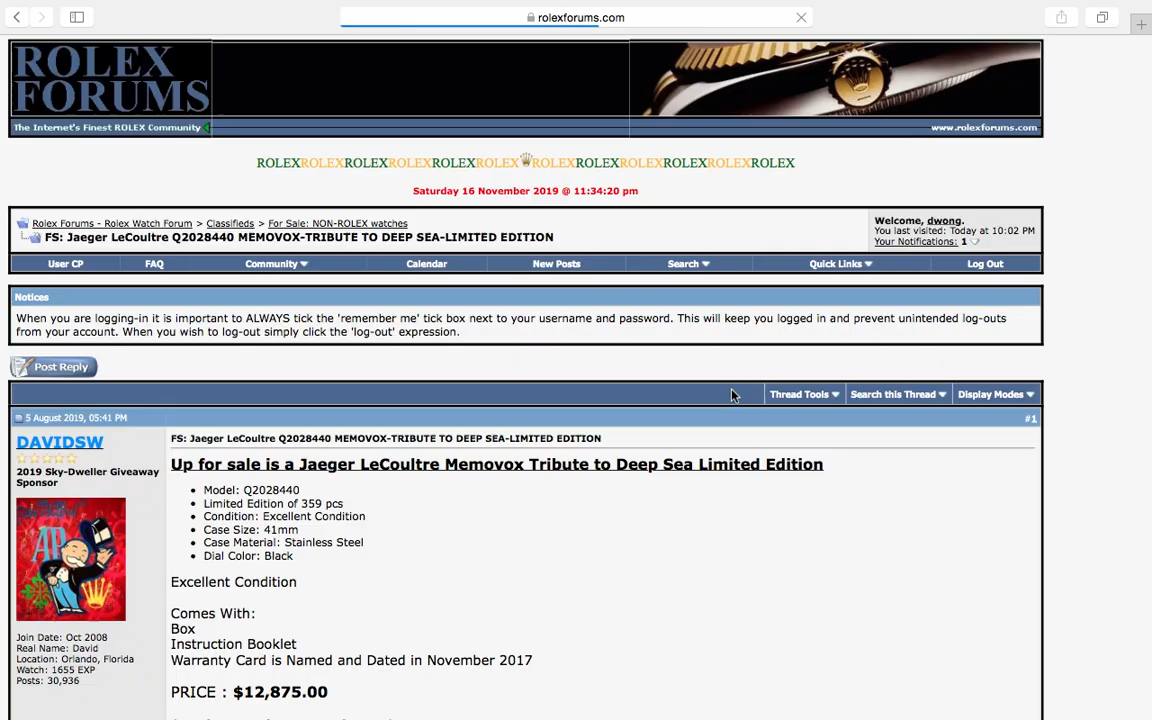 rolexforums.com
ROLEX
FORUMS
The Internet's Finest ROLEX Community
www.rolexforums.com
ROLEXROLEXROLEXROLEXROLEXROLEXROLEXROLEXROLEXROLEXROLEXROLEX
Saturday 16 November 2019 @ 11:34:20 pm
Rolex Forums - Rolex Watch Forum > Classifieds > For Sale: NON-ROLEX watches
FS: Jaeger LeCoultre Q2028440 MEMOVOX-TRIBUTE TO DEEP SEA-LIMITED EDITION
Welcome, dwong.
You last visited: Today at 10:02 PM
Your Notifications: 1
User CP FAQ Community Calendar New Posts Search Quick Links Log Out
Notices
When you are logging-in it is important to ALWAYS tick the 'remember me' tick box next to your username and password. This will keep you logged in and prevent unintended log-outs
from your account. When you wish to log-out simply click the 'log-out' expression.
Post Reply
Thread Tools Search this Thread Display Modes
5 August 2019, 05:41 PM
#1
DAVIDSW
2019 Sky-Dweller Giveaway
Sponsor
AP
Join Date: Oct 2008
Real Name: David
Location: Orlando, Florida
Watch: 1655 EXP
Posts: 30,936
FS: Jaeger LeCoultre Q2028440 MEMOVOX-TRIBUTE TO DEEP SEA-LIMITED EDITION
Up for sale is a Jaeger LeCoultre Memovox Tribute to Deep Sea Limited Edition
• Model: Q2028440
• Limited Edition of 359 pcs
• Condition: Excellent Condition
• Case Size: 41mm
• Case Material: Stainless Steel
• Dial Color: Black
Excellent Condition
Comes With:
Box
Instruction Booklet
Warranty Card is Named and Dated in November 2017
PRICE : $12,875.00